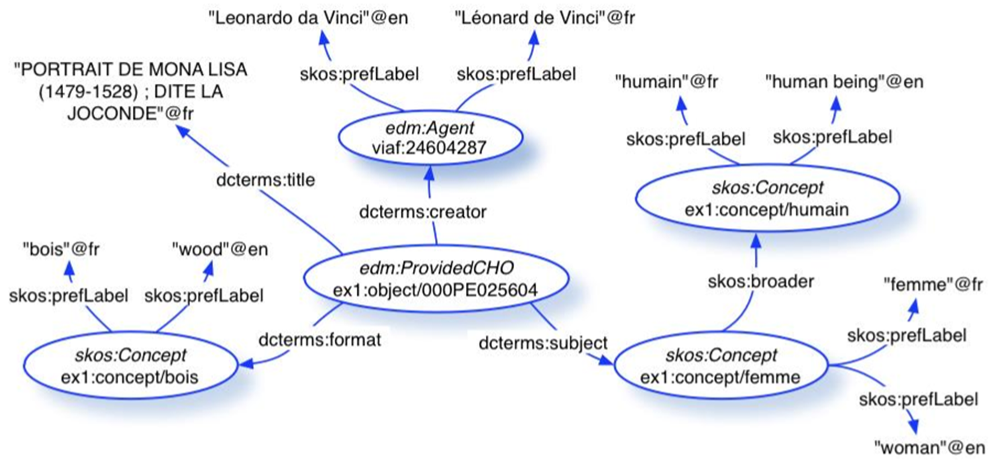 "Leonardo da Vinci"@en
"Léonard de Vinci"@fr
"PORTRAIT DE MONA LISA
(1479-1528) ; DITE LA
JOCONDE"@fr
skos:prefLabel
skos:prefLabel
"humain"@fr
"human being"@en
edm:Agent
viaf:24604287
skos:prefLabel
skos:prefLabel
dcterms:title
skos:Concept
ex1:concept/humain
dcterms:creator
"bois"@fr
"wood"@en
edm:ProvidedCHO
ex1:object/000PE025604
skos:broader
"femme"@fr
skos:prefLabel
skos:prefLabel
dcterms:format
dcterms:subject
skos:prefLabel
skos:Concept
ex1:concept/bois
skos:Concept
ex1:concept/femme
skos:prefLabel
"woman"@en